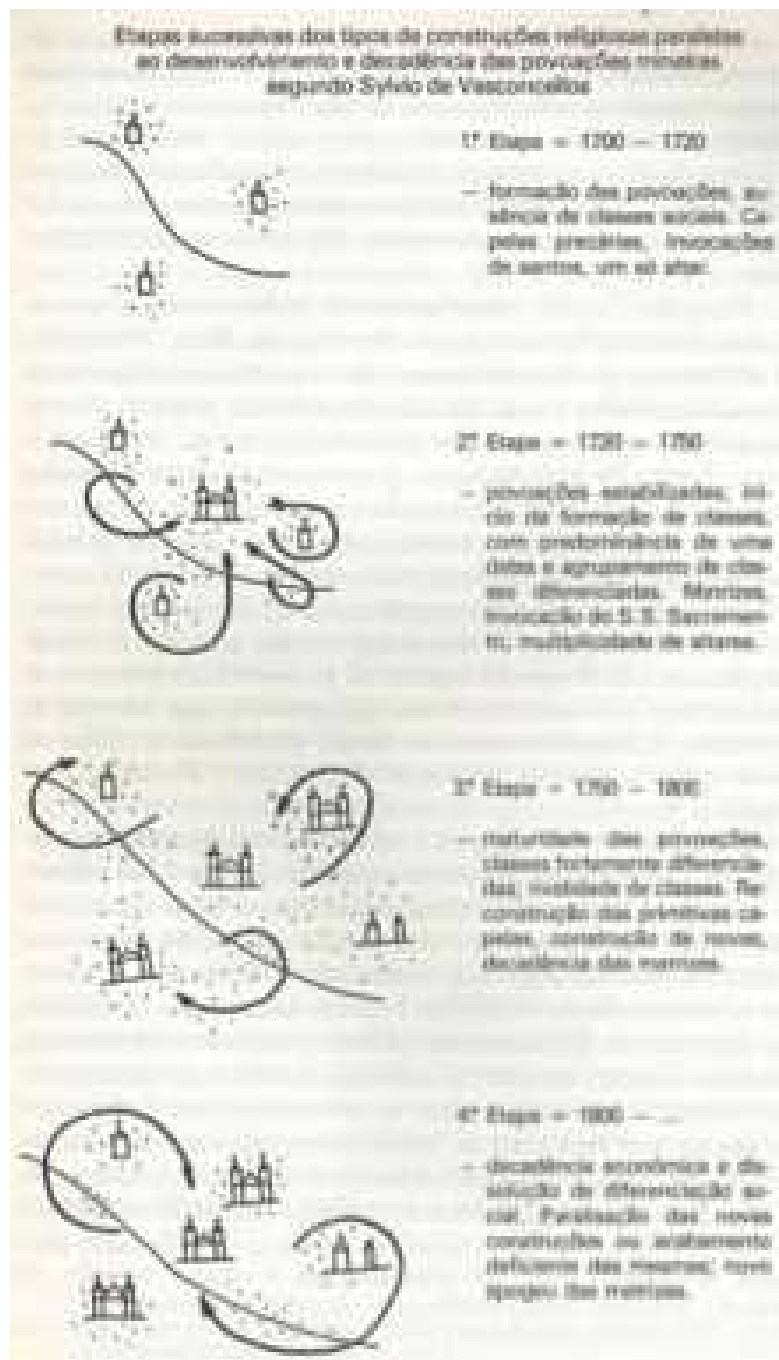 Etapas sucessivas dos tipos de construções religiosas paralelas
ao desenvolvimento e decadência das povoações mineiras
segundo Sylvio de Vasconcellos
1ª Etapa = 1700 — 1720
— formação das povoações, au-
sência de classes sociais. Ca-
pelas precárias, invocações
de santos, um só altar.
2ª Etapa = 1720 — 1750
— povoações estabilizadas, iní-
cio da formação de classes,
com predominância de uma
delas e agrupamento de clas-
ses diferenciadas. Matrizes,
invocação do S.S. Sacramen-
to, multiplicidade de altares.
3ª Etapa = 1750 — 1800
— maturidade das povoações,
classes fortemente diferencia-
das; rivalidade de classes. Re-
construção das primitivas ca-
pelas, construção de novas,
decadência das matrizes.
4ª Etapa = 1800 — ...
— decadência econômica e dis-
solução de diferenciação so-
cial. Paralisação das novas
construções ou acabamento
deficiente das mesmas; novo
apogeu das matrizes.